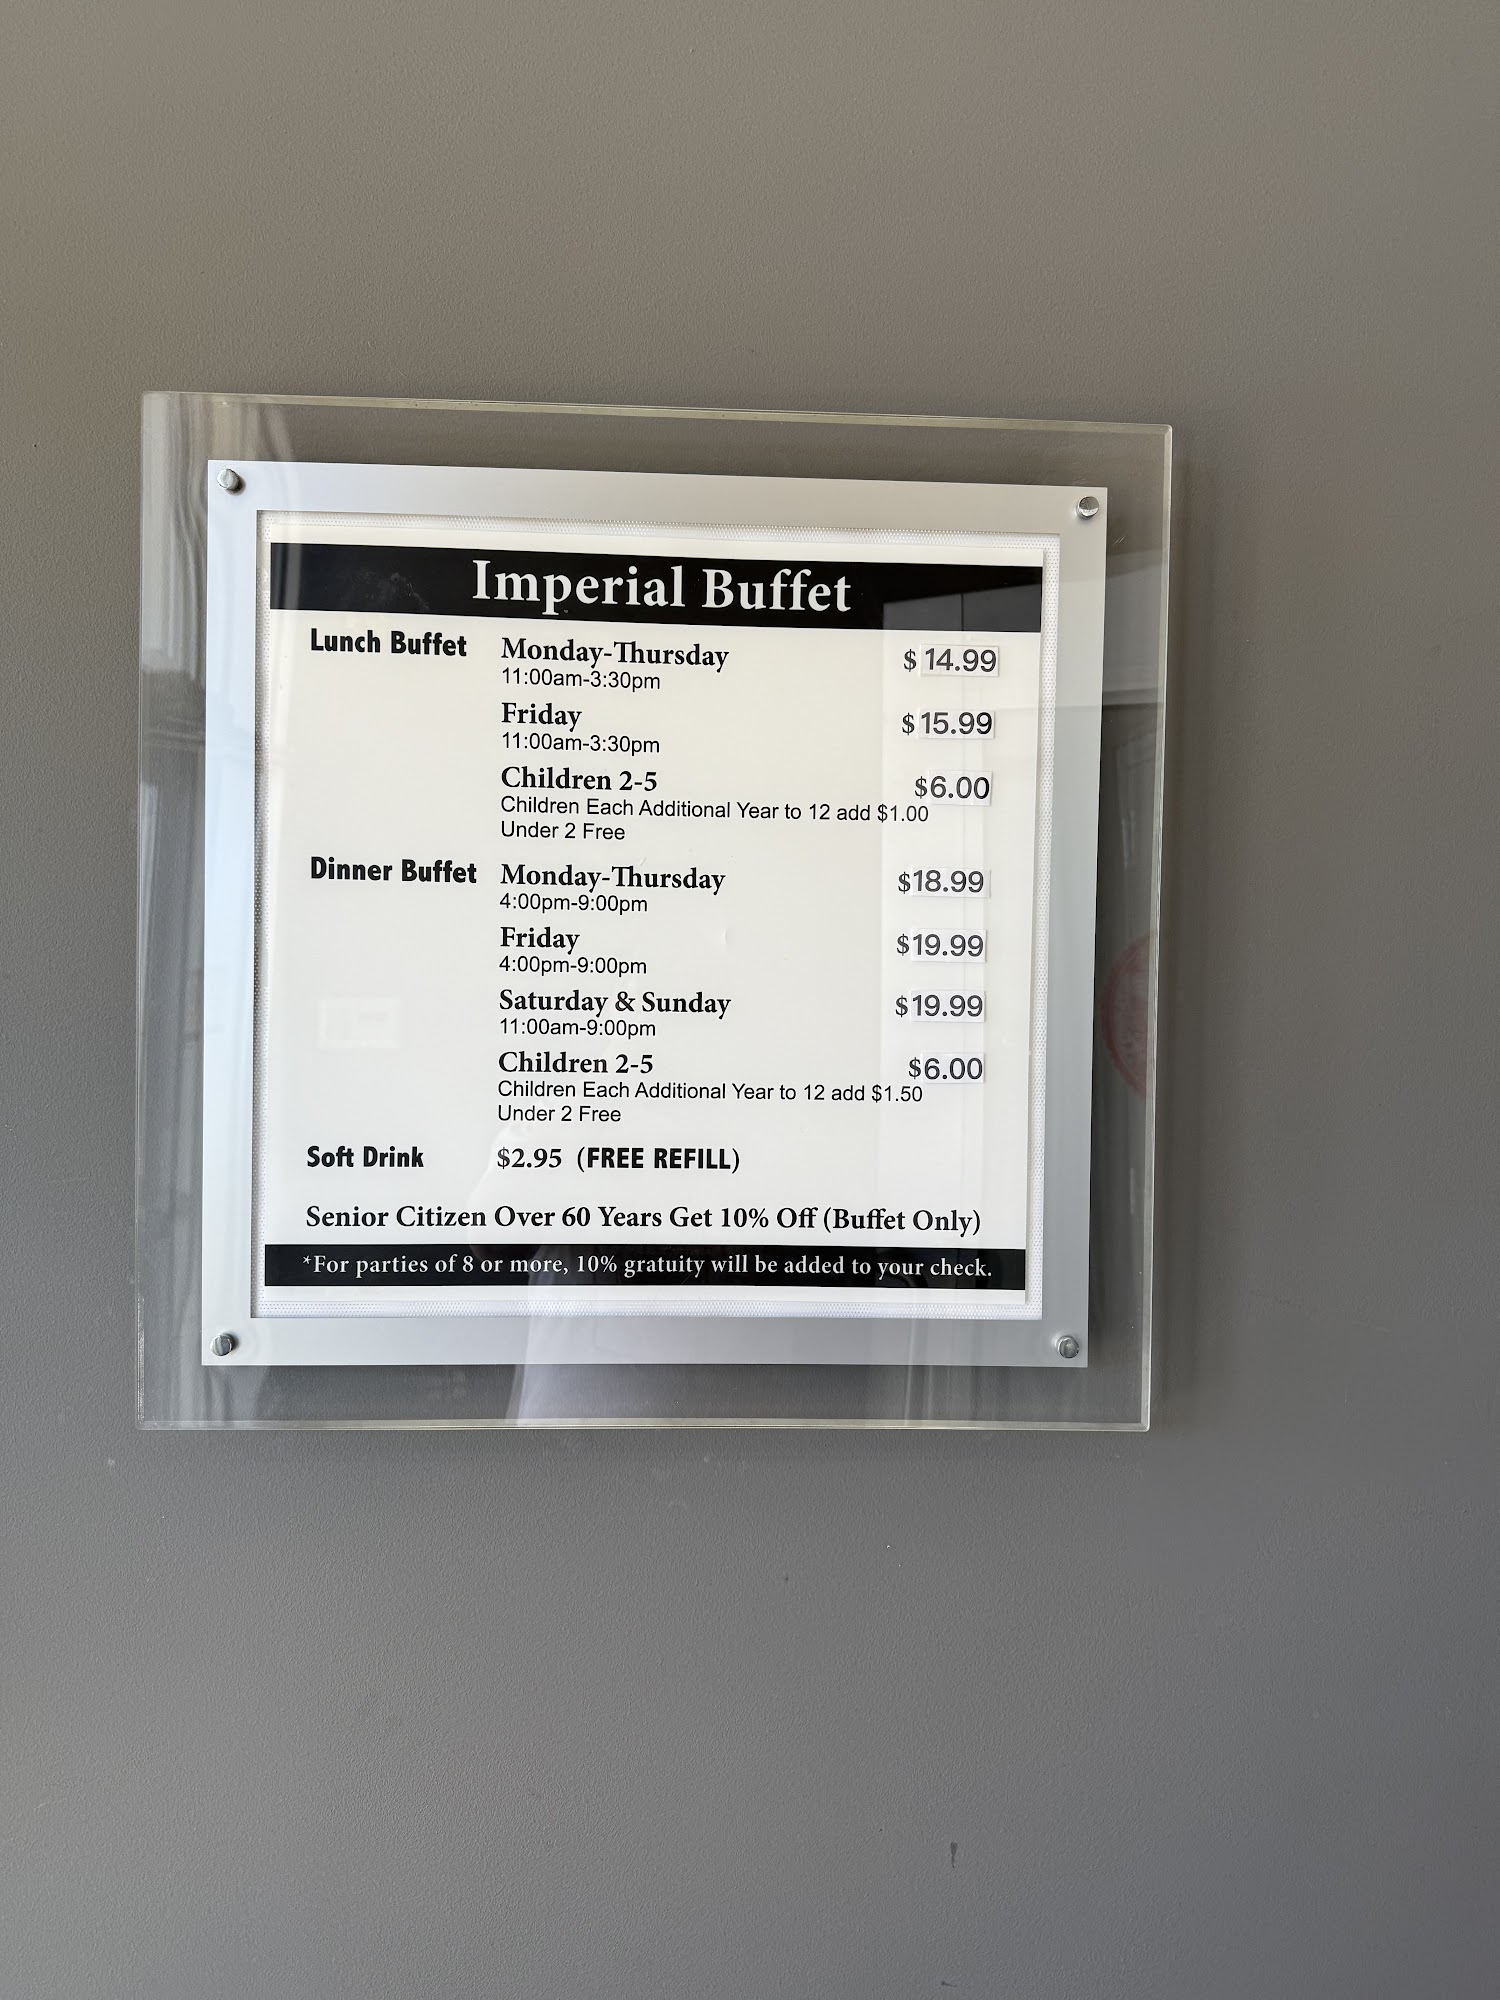 Imperial Buffet
Lunch Buffet Monday-Thursday $ 14.99
11:00am-3:30pm
Friday $ 15.99
11:00am-3:30pm
Children 2-5 $6.00
Children Each Additional Year to 12 add $1.00
Under 2 Free
Dinner Buffet Monday-Thursday $18.99
4:00pm-9:00pm
Friday $19.99
4:00pm-9:00pm
Saturday & Sunday $19.99
11:00am-9:00pm
Children 2-5 $6.00
Children Each Additional Year to 12 add $1.50
Under 2 Free
Soft Drink $2.95 (FREE REFILL)
Senior Citizen Over 60 Years Get 10% Off (Buffet Only)
*For parties of 8 or more, 10% gratuity will be added to your check.